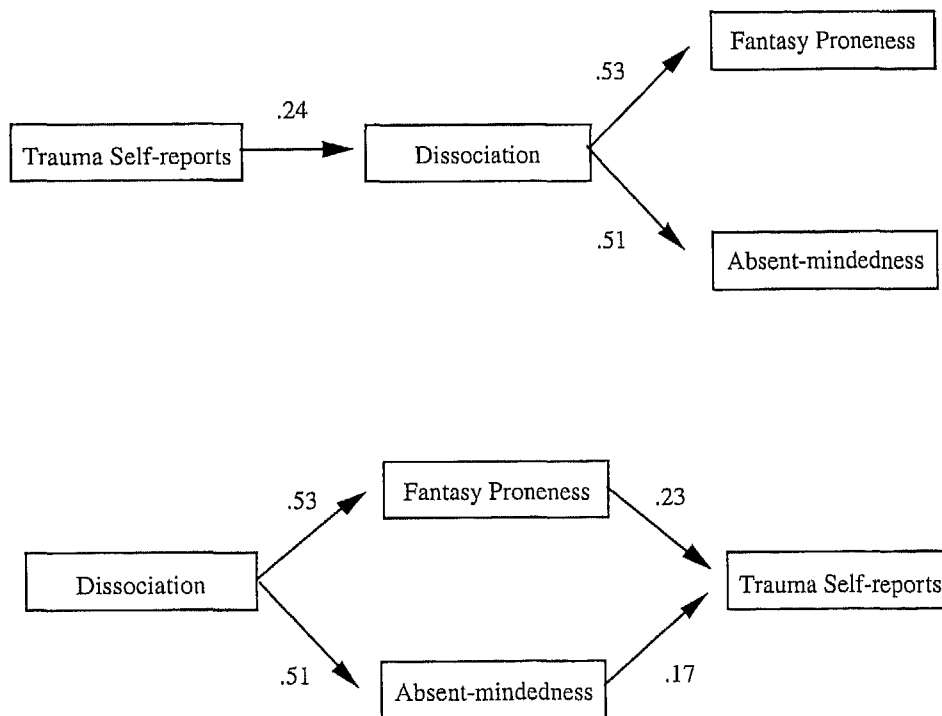 Fantasy Proneness
.53
.24
Trauma Self-reports
Dissociation
.51
Absent-mindedness
Fantasy Proneness
.53
.23
Dissociation
Trauma Self-reports
.51
Absent-mindedness
.17